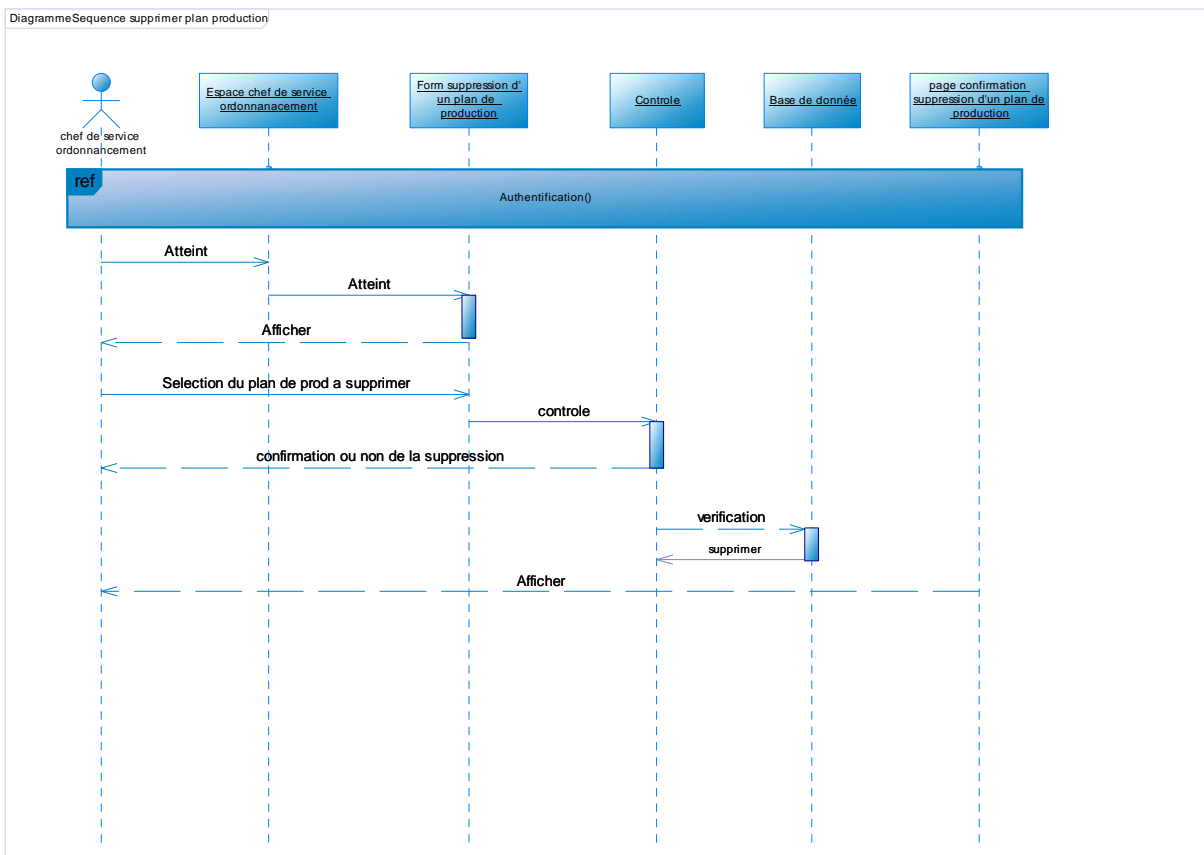 DiagrammeSequence supprimer plan production
chef de service
ordonnancement
Espace chef de service
ordonnanacement
Form suppression d'
un plan de
production
Controle
Base de donnée
page confirmation
suppression d'un plan de
production
ref
Authentification()
Atteint
Atteint
Afficher
Selection du plan de prod a supprimer
controle
confirmation ou non de la suppression
verification
supprimer
Afficher